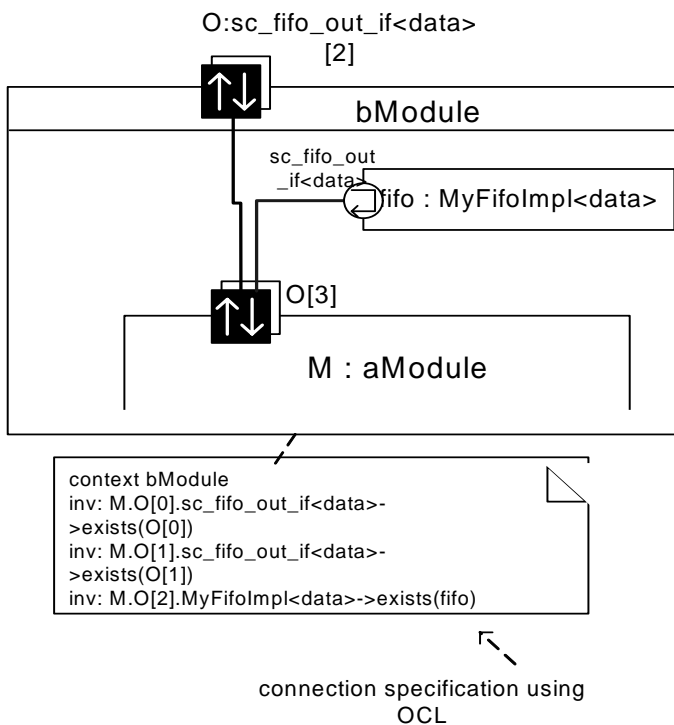 O:sc_fifo_out_if<data>
[2]
bModule
sc_fifo_out
_if<data>
fifo : MyFifoImpl<data>
O[3]
M : aModule
context bModule
inv: M.O[0].sc_fifo_out_if<data>-
>exists(O[0])
inv: M.O[1].sc_fifo_out_if<data>-
>exists(O[1])
inv: M.O[2].MyFifoImpl<data>->exists(fifo)
connection specification using
OCL